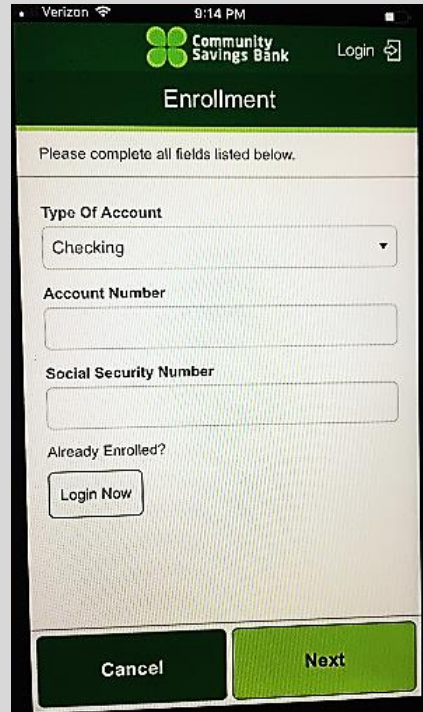 Verizon 9:14 PM
Community
Savings Bank
Login
Enrollment
Please complete all fields listed below.
Type Of Account
Checking
Account Number
Social Security Number
Already Enrolled?
Login Now
Cancel
Next